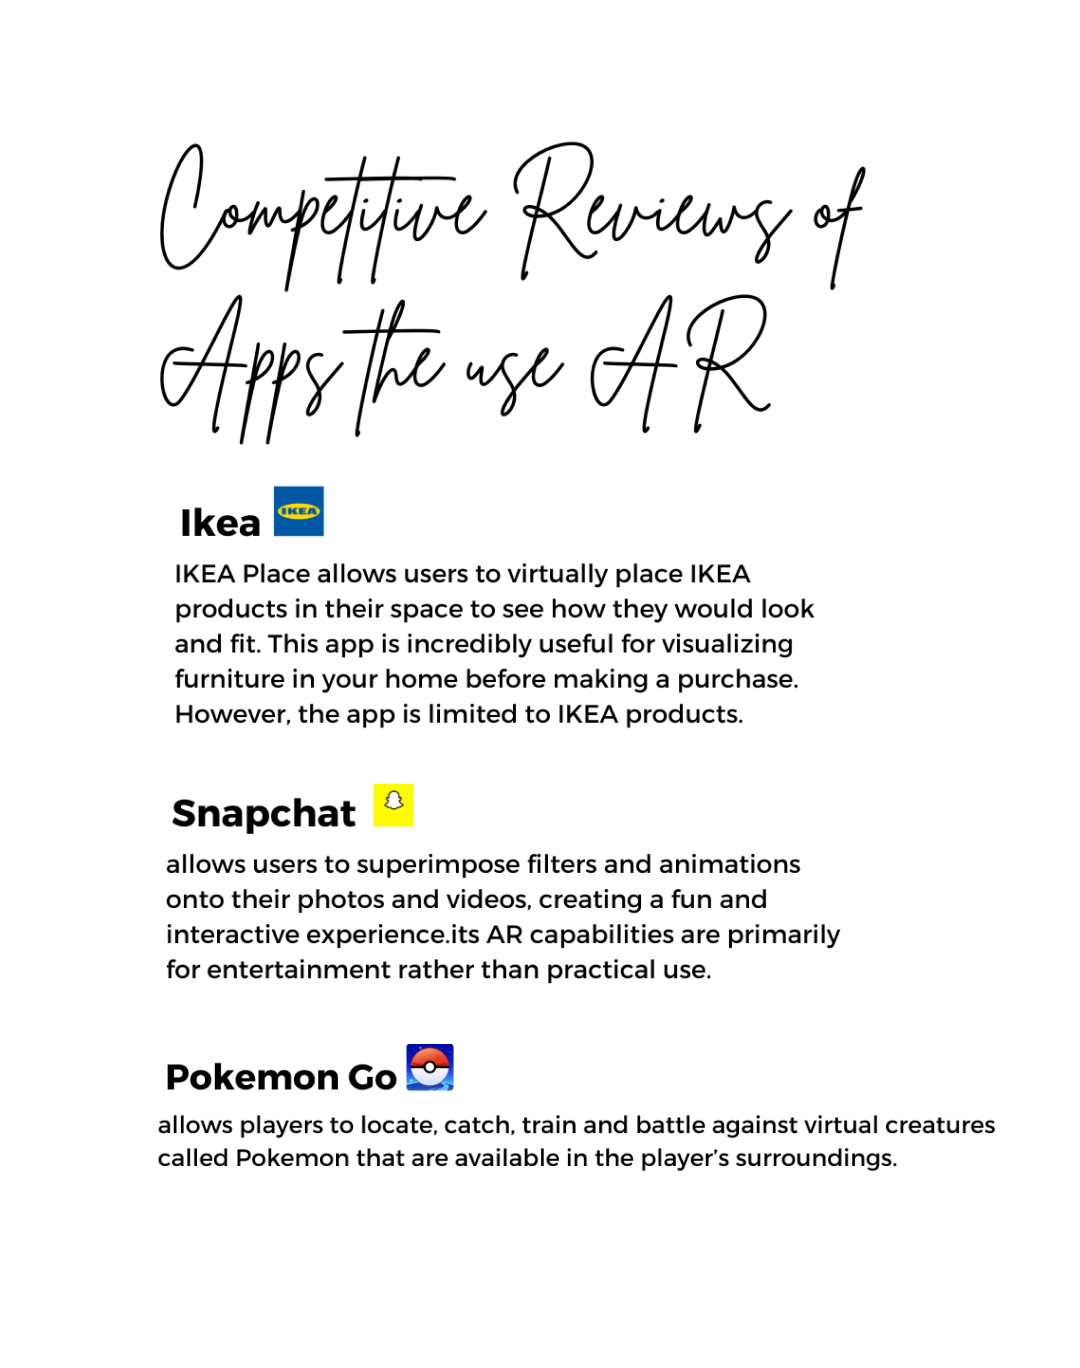 Competitive Reviews of
Apps the use AR
Ikea
IKEA
IKEA Place allows users to virtually place IKEA
products in their space to see how they would look
and fit. This app is incredibly useful for visualizing
furniture in your home before making a purchase.
However, the app is limited to IKEA products.
Snapchat
allows users to superimpose filters and animations
onto their photos and videos, creating a fun and
interactive experience.its AR capabilities are primarily
for entertainment rather than practical use.
Pokemon Go
allows players to locate, catch, train and battle against virtual creatures
called Pokemon that are available in the player’s surroundings.